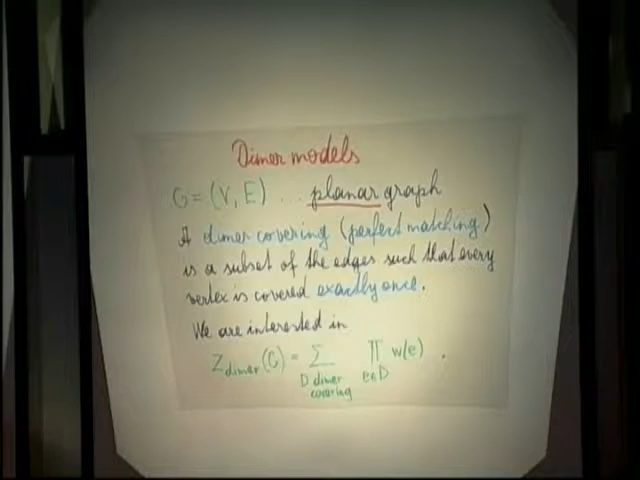 Dimer models
G = (V, E) ... planar graph
A dimer covering (perfect matching)
is a subset of the edges such that every
vertex is covered exactly once.
We are interested in
Z_dimer(G) = ∑_{D dimer covering} ∏_{e∈D} w(e).